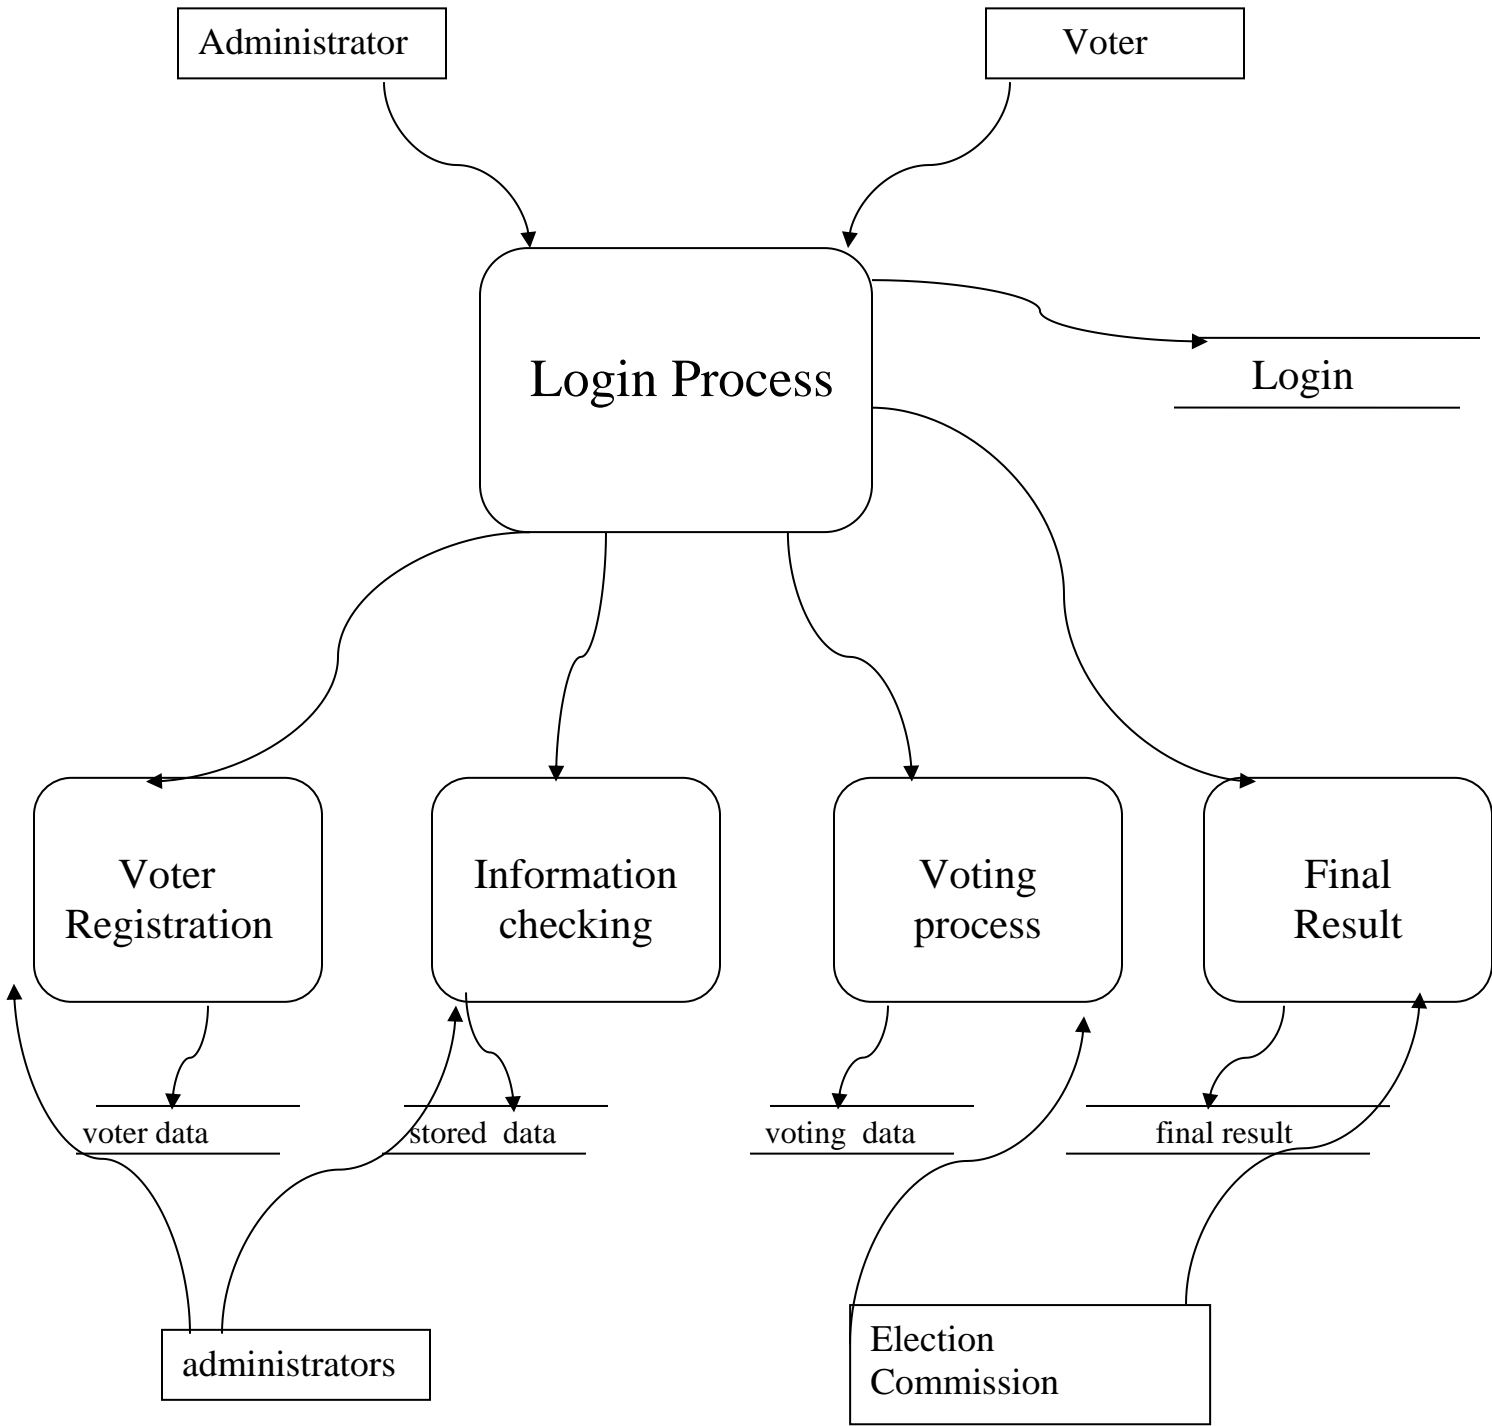 Administrator
Voter
Login Process
Login
Voter
Registration
Information
checking
Voting
process
Final
Result
voter data
stored  data
voting  data
final result
administrators
Election
Commission